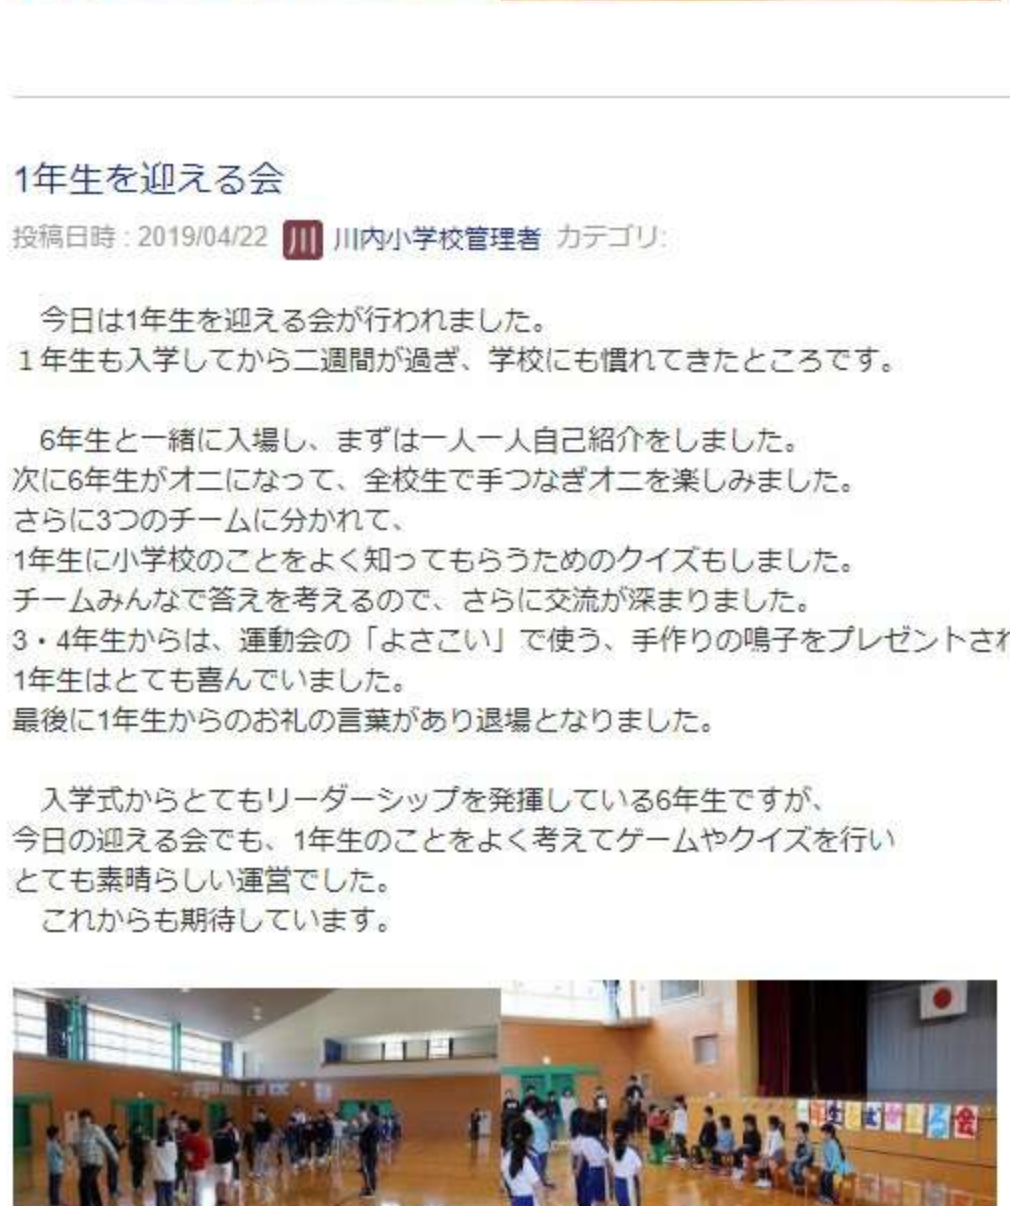 1年生を迎える会
投稿日時 : 2019/04/22 川 川内小学校管理者 カテゴリ:
今日は1年生を迎える会が行われました。
１年生も入学してから二週間が過ぎ、学校にも慣れてきたところです。
6年生と一緒に入場し、まずは一人一人自己紹介をしました。
次に6年生がオニになって、全校生で手つなぎオニを楽しみました。
さらに3つのチームに分かれて、
1年生に小学校のことをよく知ってもらうためのクイズもしました。
チームみんなで答えを考えるので、さらに交流が深まりました。
3・4年生からは、運動会の「よさこい」で使う、手作りの鳴子をプレゼントされ
1年生はとても喜んでいました。
最後に1年生からのお礼の言葉があり退場となりました。
入学式からとてもリーダーシップを発揮している6年生ですが、
今日の迎える会でも、1年生のことをよく考えてゲームやクイズを行い
とても素晴らしい運営でした。
これからも期待しています。